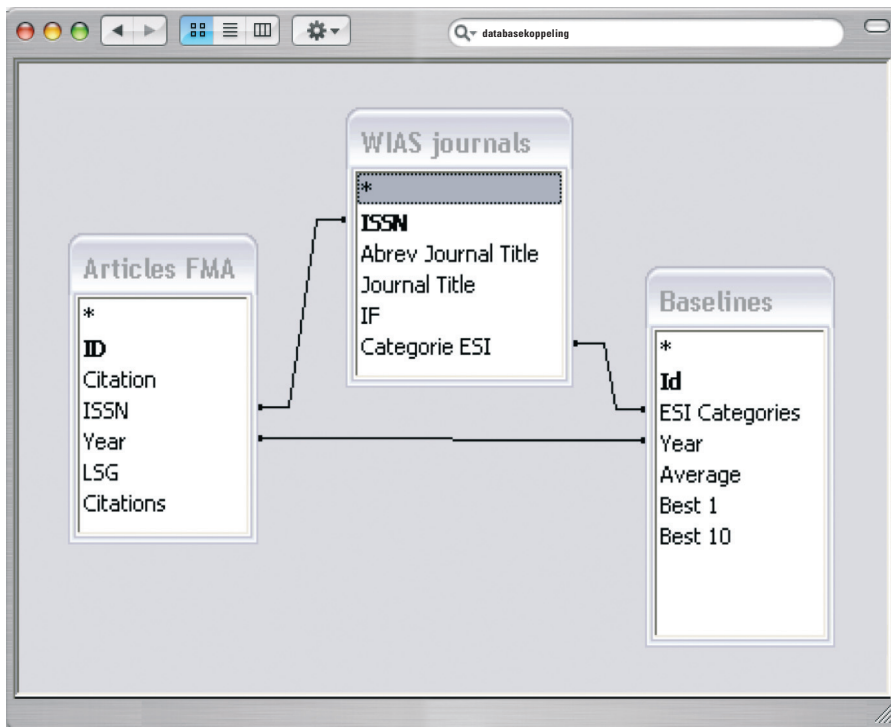 databasekoppeling
WIAS journals
*
ISSN
Abrev Journal Title
Journal Title
IF
Categorie ESI
Articles FMA
*
ID
Citation
ISSN
Year
LSG
Citations
Baselines
*
Id
ESI Categories
Year
Average
Best 1
Best 10